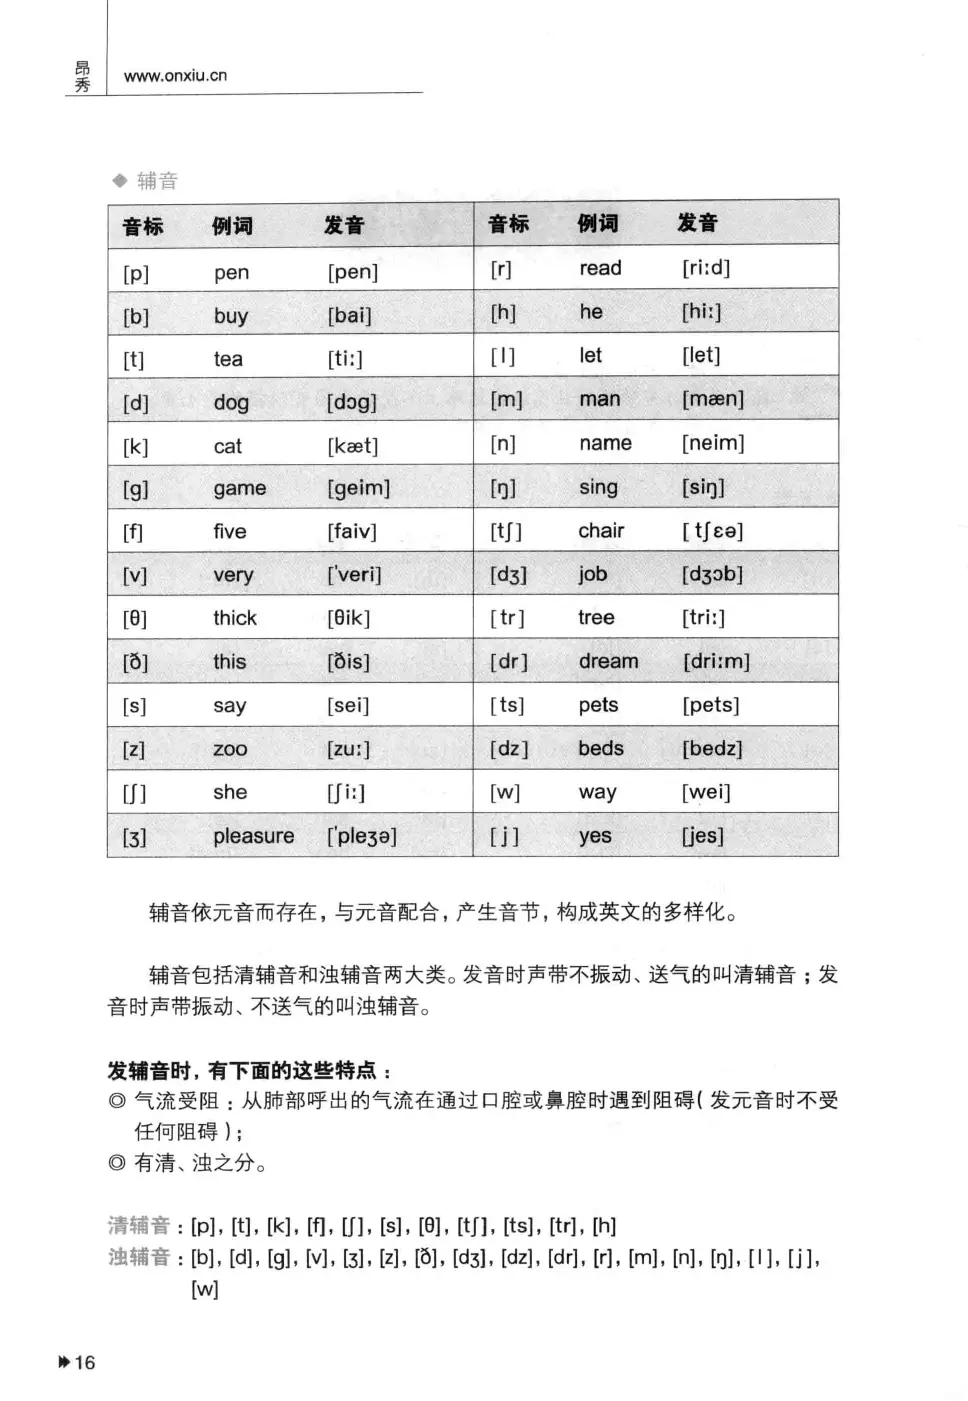 昂秀
www.onxiu.cn
◆ 辅音
音标 例词 发音 音标 例词 发音
[p] pen [pen] [r] read [riːd]
[b] buy [bai] [h] he [hiː]
[t] tea [tiː] [l] let [let]
[d] dog [dɔg] [m] man [mæn]
[k] cat [kæt] [n] name [neim]
[g] game [geim] [ŋ] sing [siŋ]
[f] five [faiv] [tʃ] chair [tʃɛə]
[v] very ['veri] [dʒ] job [dʒɔb]
[θ] thick [θik] [tr] tree [triː]
[ð] this [ðis] [dr] dream [driːm]
[s] say [sei] [ts] pets [pets]
[z] zoo [zuː] [dz] beds [bedz]
[ʃ] she [ʃiː] [w] way [wei]
[ʒ] pleasure ['pleʒə] [j] yes [jes]
辅音依元音而存在，与元音配合，产生音节，构成英文的多样化。
辅音包括清辅音和浊辅音两大类。发音时声带不振动、送气的叫清辅音；发
音时声带振动、不送气的叫浊辅音。
发辅音时，有下面的这些特点：
◎ 气流受阻：从肺部呼出的气流在通过口腔或鼻腔时遇到阻碍（发元音时不受
任何阻碍）；
◎ 有清、浊之分。
清辅音：[p], [t], [k], [f], [ʃ], [s], [θ], [tʃ], [ts], [tr], [h]
浊辅音：[b], [d], [g], [v], [ʒ], [z], [ð], [dʒ], [dz], [dr], [r], [m], [n], [ŋ], [l], [j],
[w]
16